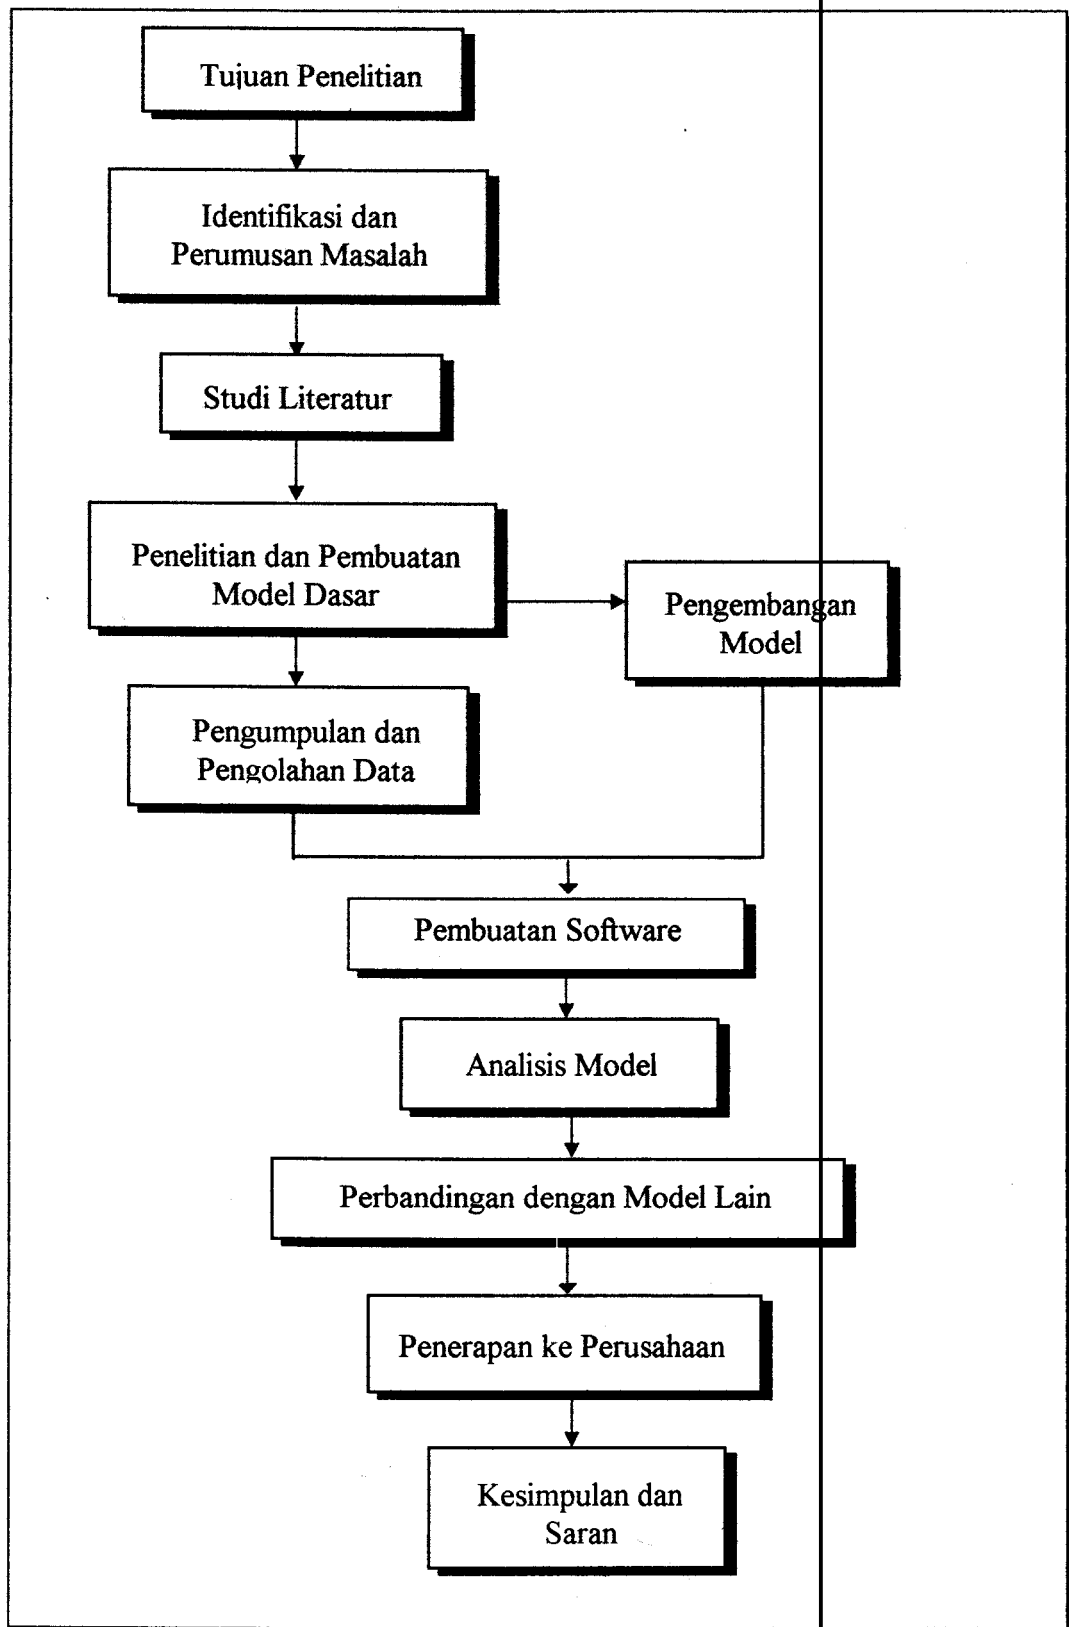 Tujuan Penelitian
Identifikasi dan
Perumusan Masalah
Studi Literatur
Penelitian dan Pembuatan
Model Dasar
Pengembangan
Model
Pengumpulan dan
Pengolahan Data
Pembuatan Software
Analisis Model
Perbandingan dengan Model Lain
Penerapan ke Perusahaan
Kesimpulan dan
Saran